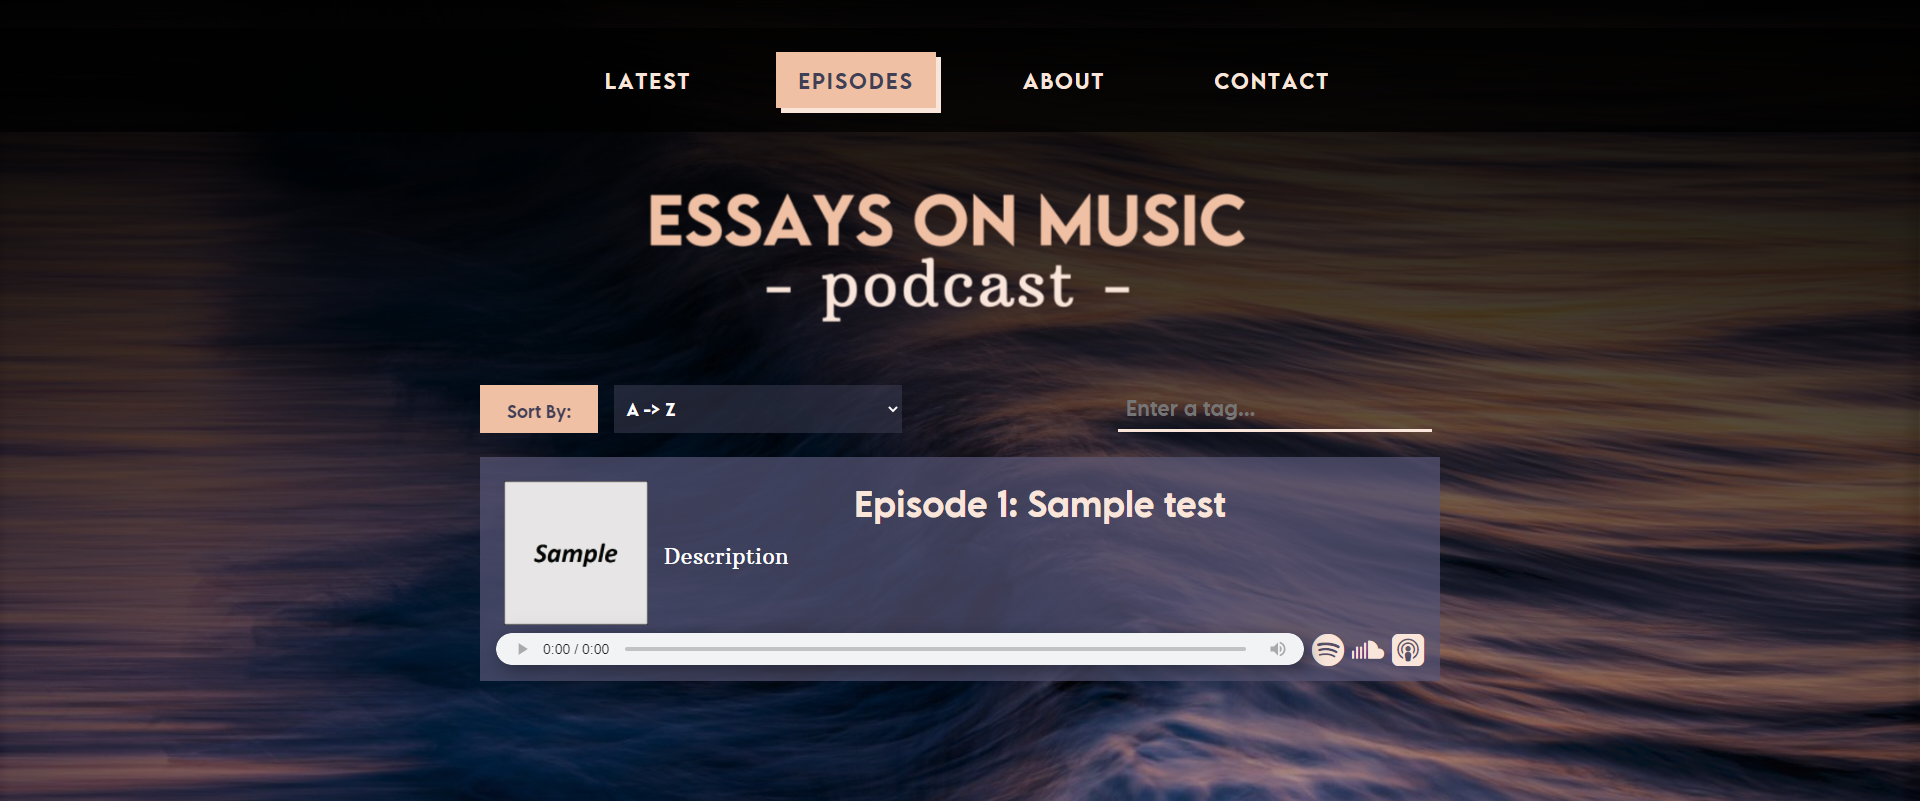 LATEST EPISODES ABOUT CONTACT
ESSAYS ON MUSIC
- podcast -
Sort By: A -> Z Enter a tag...
Episode 1: Sample test
Sample
Description
0:00 / 0:00